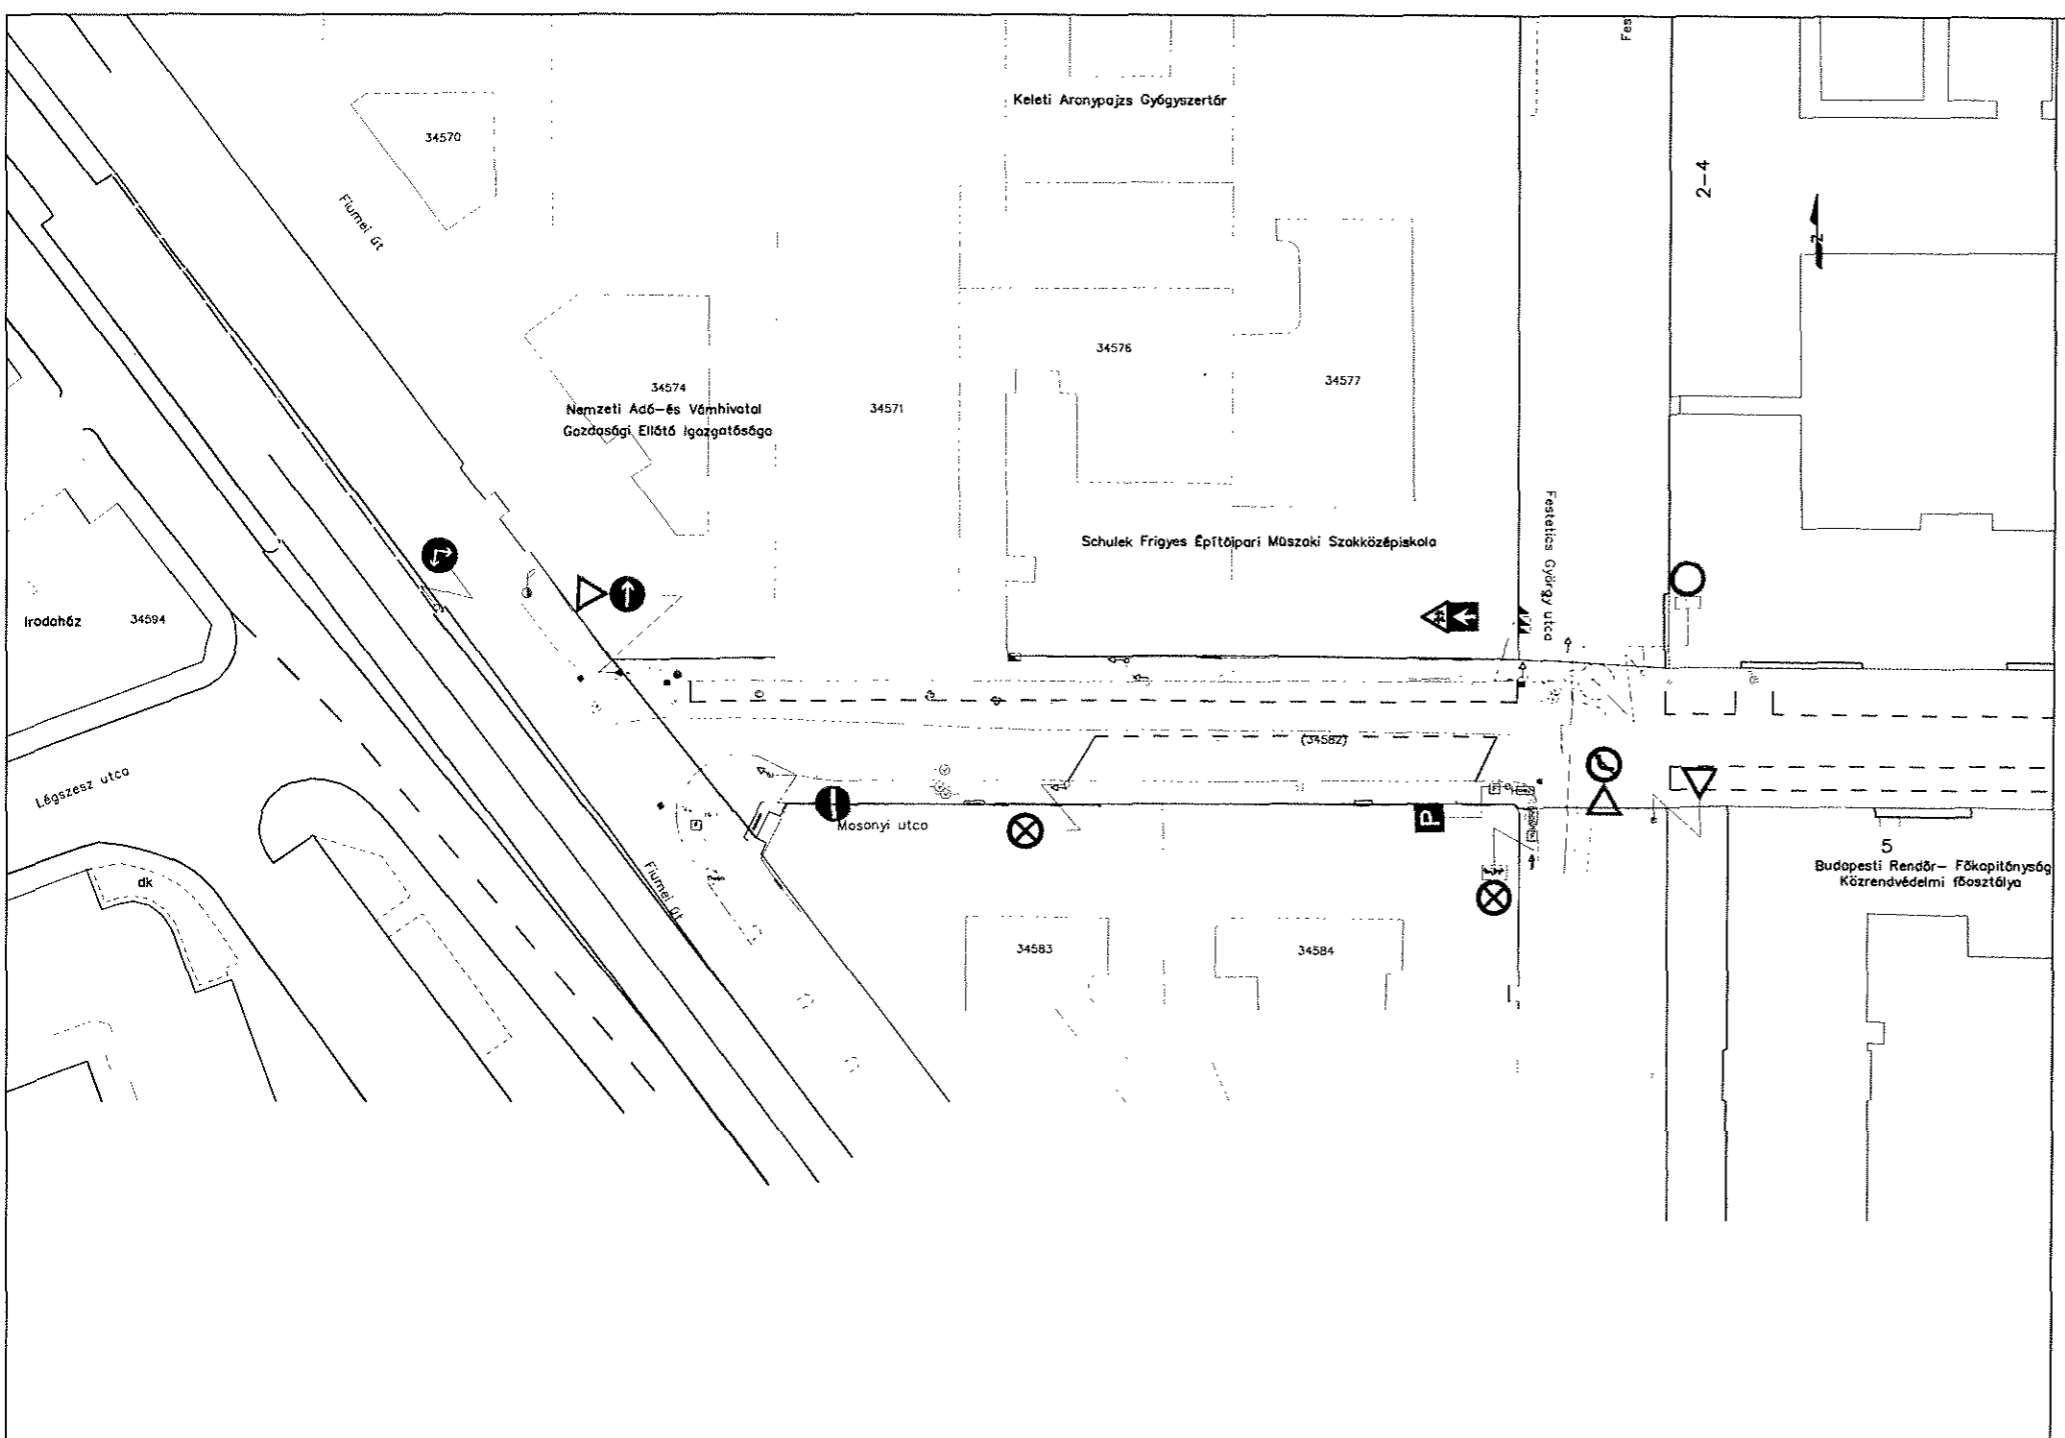 Fes
Keleti Aranypajzs Gyógyszertár
34570
2-4
Fiumei út
34576
34577
34574
Nemzeti Adó-és Vámhivatal
Gazdasági Ellátó Igazgatósága
34571
Festetics György utca
Schulek Frigyes Építőipari Műszaki Szakközépiskola
Irodaház
34594
(34582)
Légszesz utca
P
Mosonyi utca
5
Budapesti Rendőr- Főkapitányság
Közrendvédelmi főosztálya
Fiumei út
dk
34583
34584